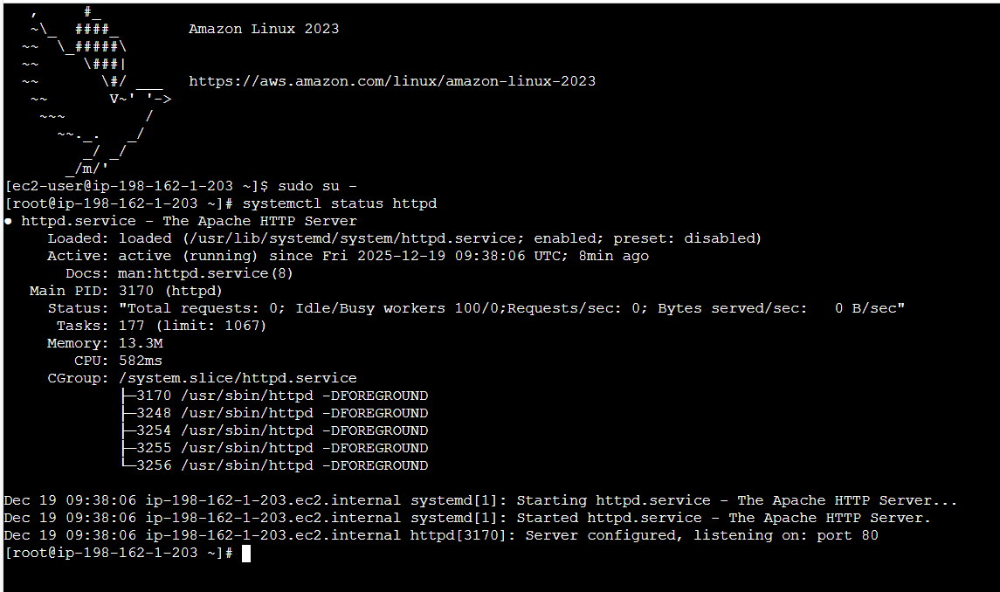 ,     #_
   ~\_  ####_        Amazon Linux 2023
  ~~  \_#####\
  ~~     \###|
  ~~       \#/ ___   https://aws.amazon.com/linux/amazon-linux-2023
   ~~       V~' '->
    ~~~         /
      ~~._.   _/
         _/ _/
       _/m/'
[ec2-user@ip-198-162-1-203 ~]$ sudo su -
[root@ip-198-162-1-203 ~]# systemctl status httpd
● httpd.service - The Apache HTTP Server
     Loaded: loaded (/usr/lib/systemd/system/httpd.service; enabled; preset: disabled)
     Active: active (running) since Fri 2025-12-19 09:38:06 UTC; 8min ago
       Docs: man:httpd.service(8)
   Main PID: 3170 (httpd)
     Status: "Total requests: 0; Idle/Busy workers 100/0;Requests/sec: 0; Bytes served/sec:   0 B/sec"
      Tasks: 177 (limit: 1067)
     Memory: 13.3M
        CPU: 582ms
     CGroup: /system.slice/httpd.service
             ├─3170 /usr/sbin/httpd -DFOREGROUND
             ├─3248 /usr/sbin/httpd -DFOREGROUND
             ├─3254 /usr/sbin/httpd -DFOREGROUND
             ├─3255 /usr/sbin/httpd -DFOREGROUND
             └─3256 /usr/sbin/httpd -DFOREGROUND

Dec 19 09:38:06 ip-198-162-1-203.ec2.internal systemd[1]: Starting httpd.service - The Apache HTTP Server...
Dec 19 09:38:06 ip-198-162-1-203.ec2.internal systemd[1]: Started httpd.service - The Apache HTTP Server.
Dec 19 09:38:06 ip-198-162-1-203.ec2.internal httpd[3170]: Server configured, listening on: port 80
[root@ip-198-162-1-203 ~]#